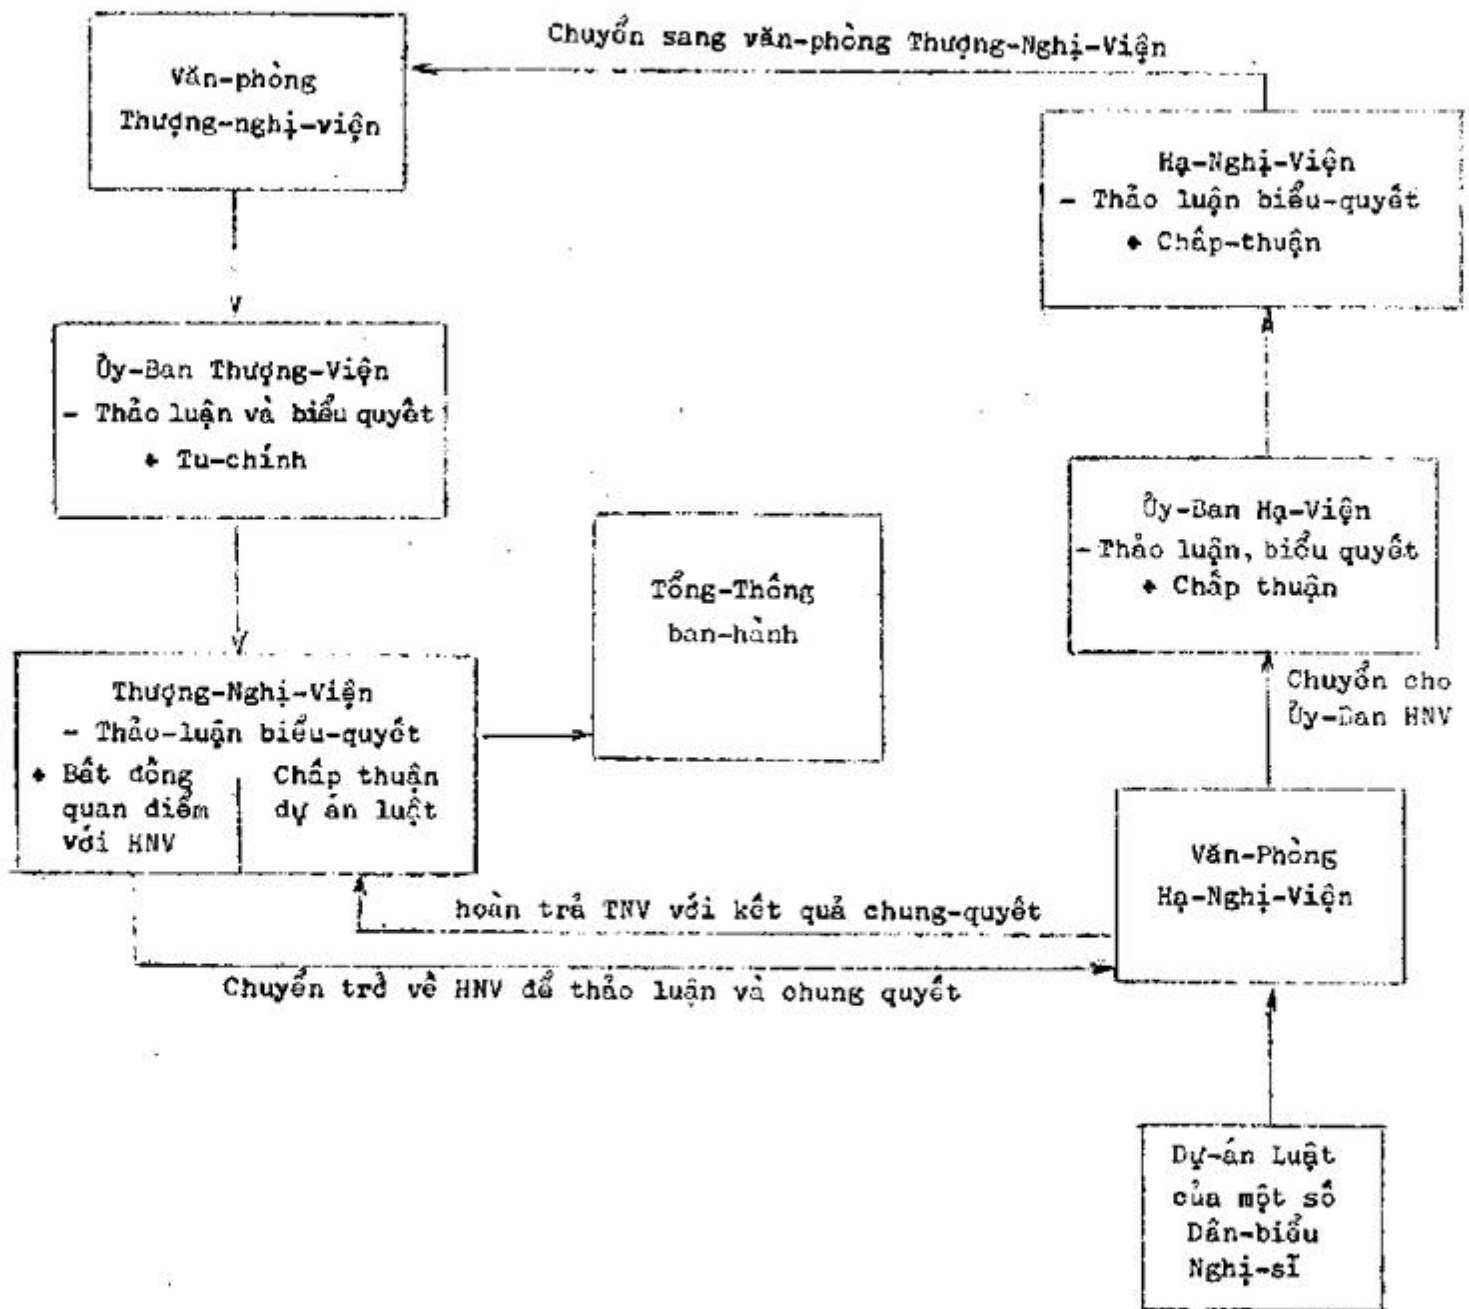 Chuyển sang văn-phòng Thượng-Nghị-Viện
Văn-phòng
Thượng-nghị-viện
Hạ-Nghị-Viện
- Thảo luận biểu-quyết
+ Chấp-thuận
Ủy-Ban Thượng-Viện
- Thảo luận và biểu quyết
+ Tu-chính
Ủy-Ban Hạ-Viện
- Thảo luận, biểu quyết
+ Chấp thuận
Tổng-Thống
ban-hành
Thượng-Nghị-Viện
- Thảo-luận biểu-quyết
+ Bất đồng
quan điểm
với HNV
Chấp thuận
dự án luật
Chuyển cho
Ủy-Ban HNV
Văn-Phòng
Hạ-Nghị-Viện
hoàn trả TNV với kết quả chung-quyết
Chuyển trở về HNV để thảo luận và chung quyết
Dự-án Luật
của một số
Dân-biểu
Nghị-sĩ